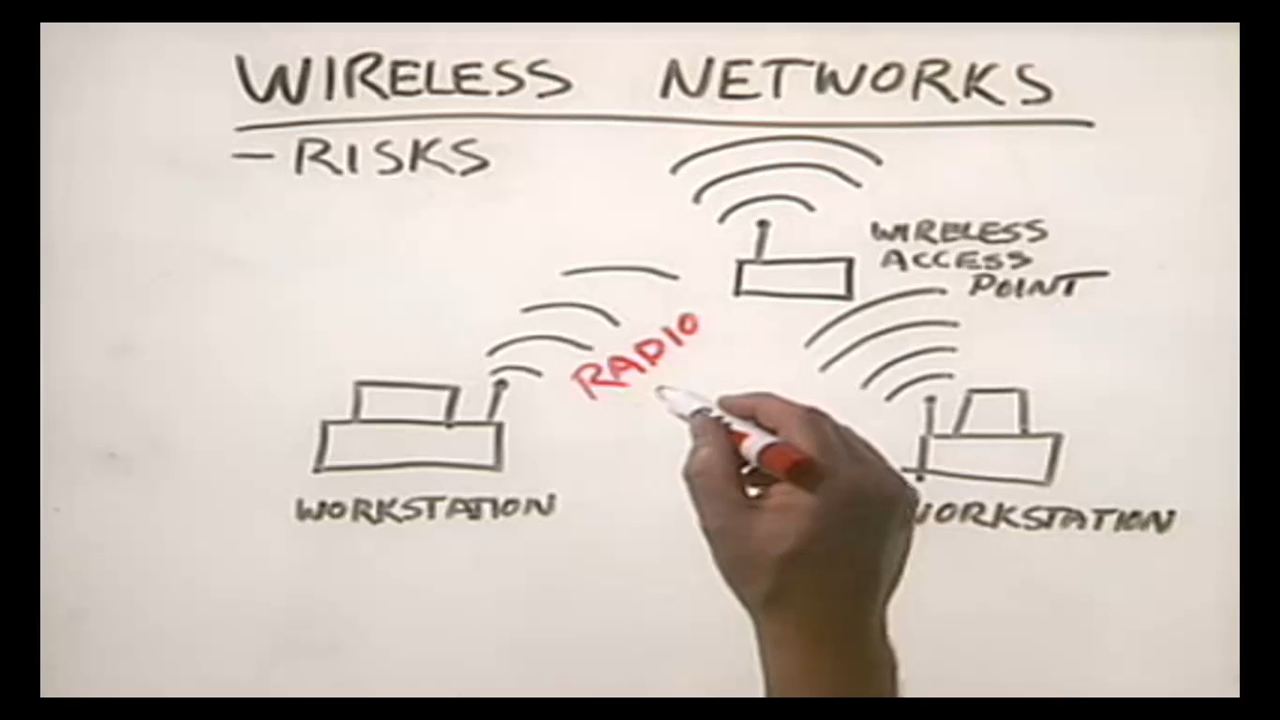 WIRELESS NETWORKS
- RISKS
WIRELESS
ACCESS
POINT
RADIO
WORKSTATION
WORKSTATION